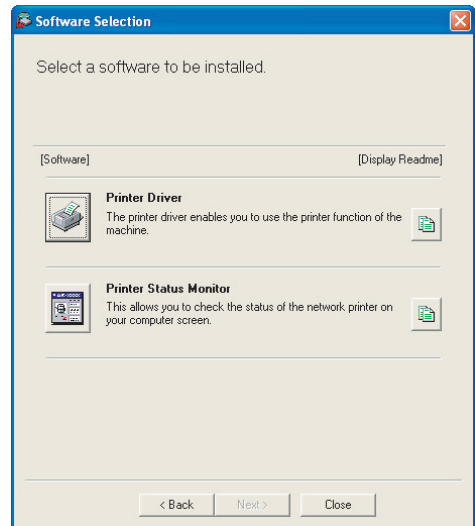 Software Selection
Select a software to be installed.
[Software] [Display Readme]
Printer Driver
The printer driver enables you to use the printer function of the
machine.
Printer Status Monitor
This allows you to check the status of the network printer on
your computer screen.
< Back Next > Close